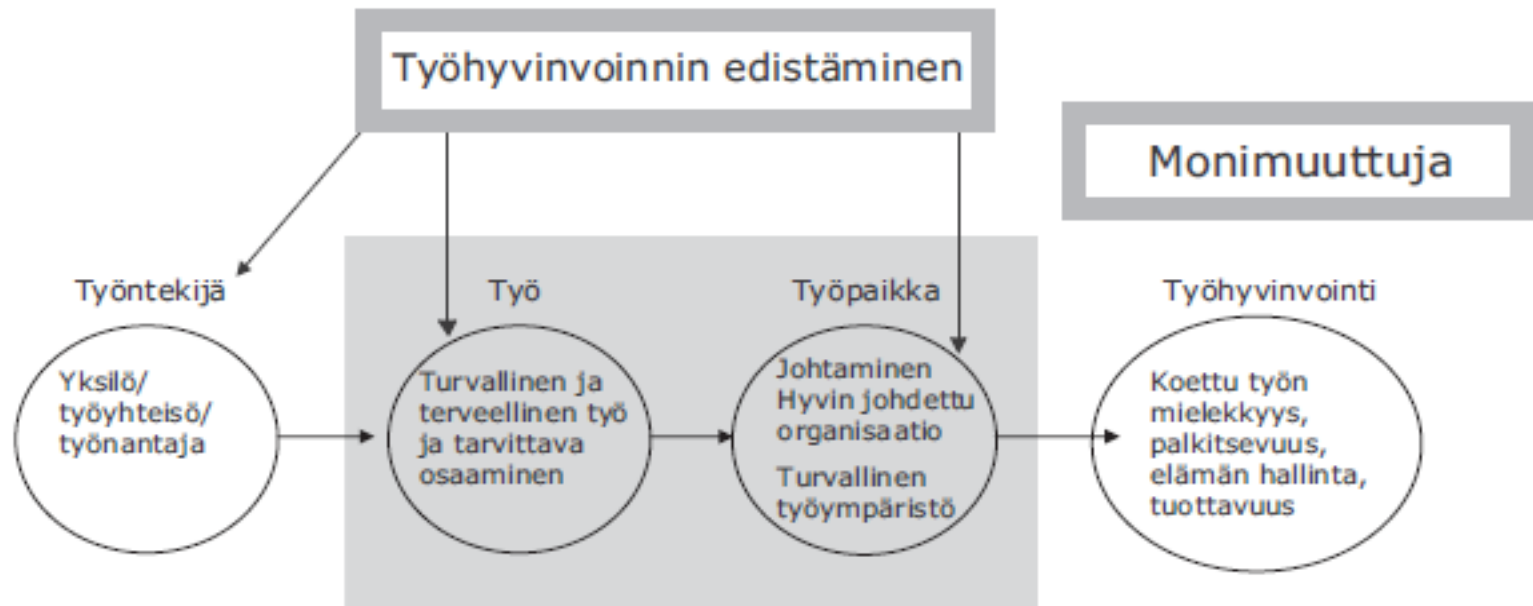 Työhyvinvoinnin edistäminen
Monimuuttuja
Työntekijä
Yksilö/
työyhteisö/
työnantaja
Työ
Turvallinen ja
terveellinen työ
ja tarvittava
osaaminen
Työpaikka
Johtaminen
Hyvin johdettu
organisaatio
Turvallinen
työympäristö
Työhyvinvointi
Koettu työn
mielekkyys,
palkitsevuus,
elämän hallinta,
tuottavuus